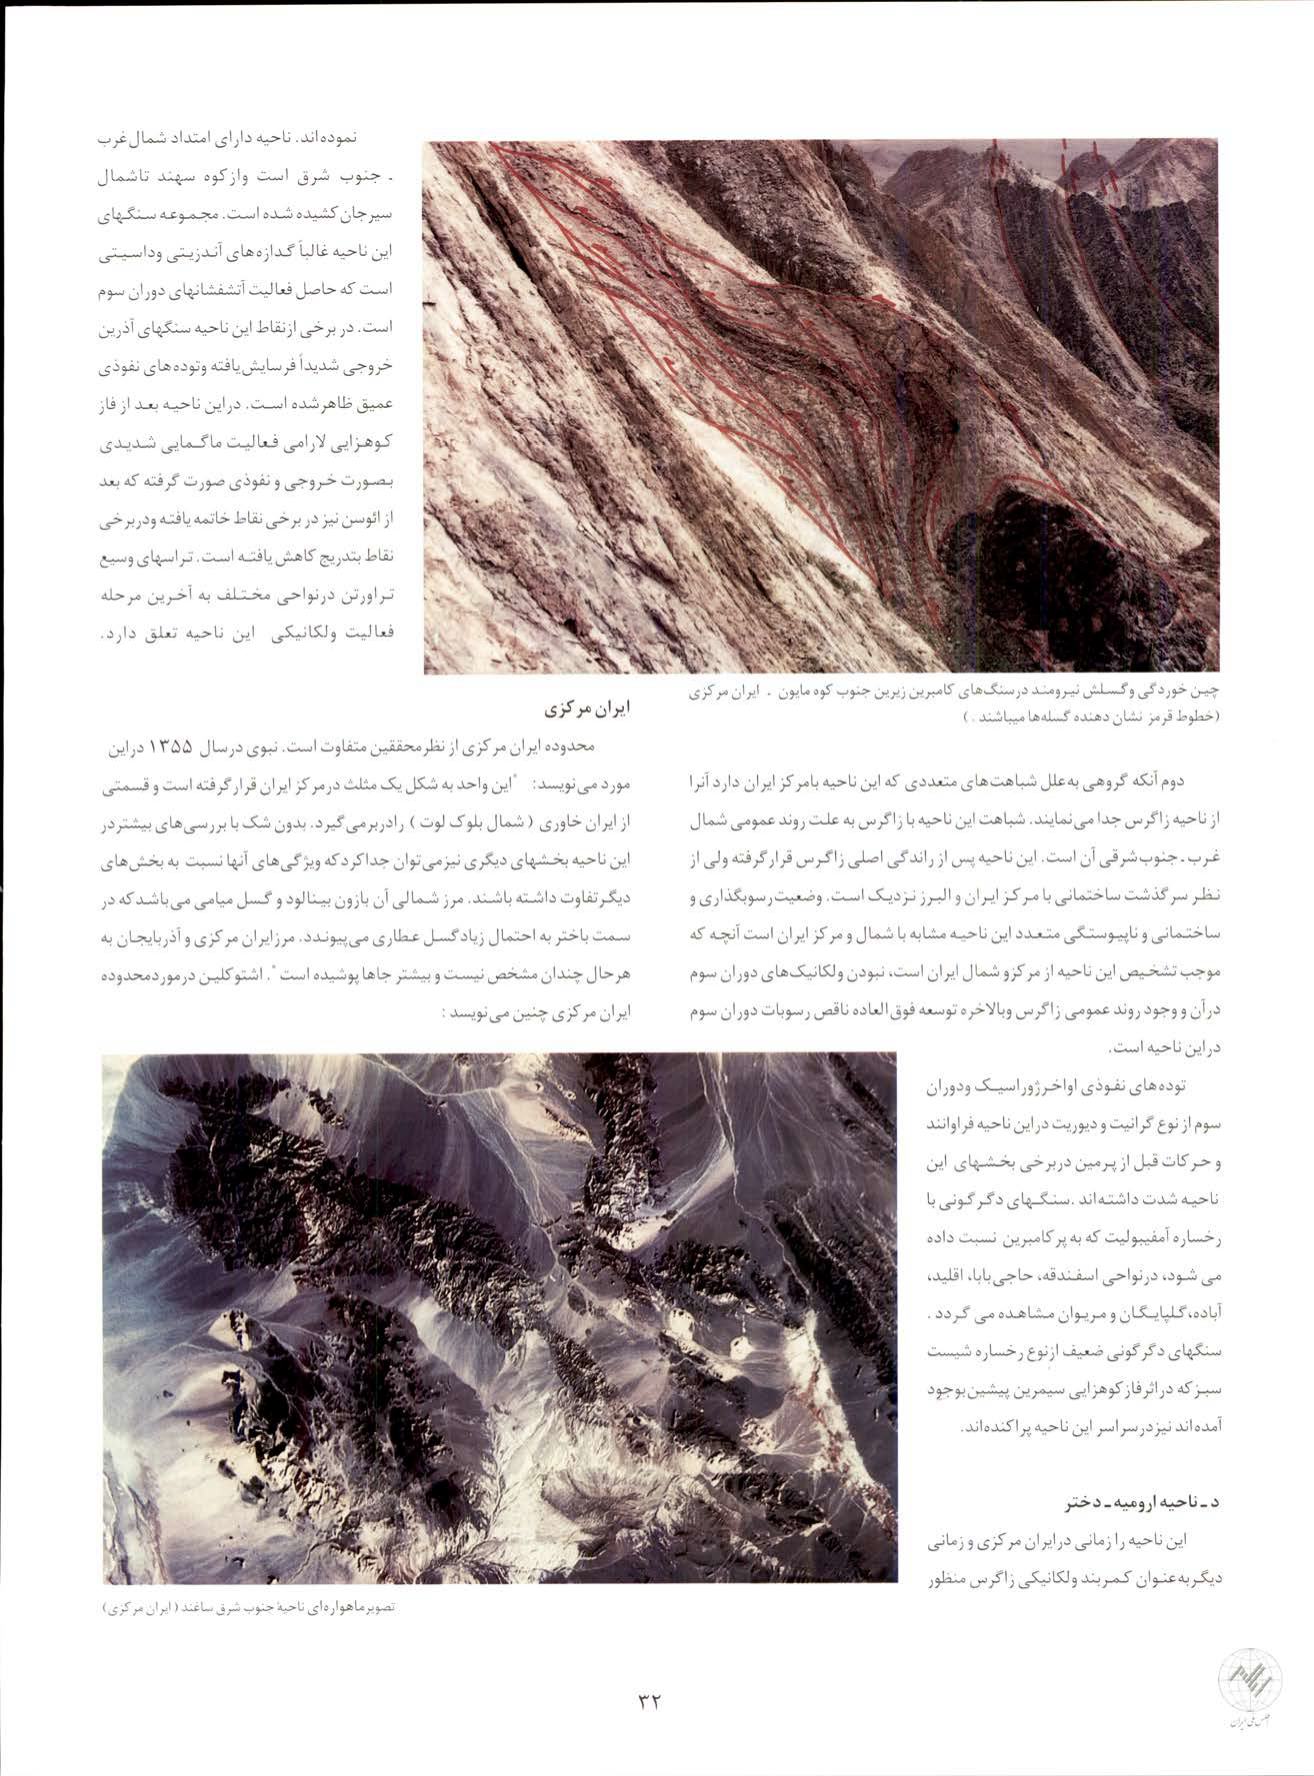 چین خوردگی وگسلش نیرومند درسنگ‌های کامبرین زیرین جنوب کوه مایون ـ ایران مرکزی
(خطوط قرمز نشان دهنده گسله‌ها میباشند .)
دوم آنکه گروهی به‌علل شباهت‌های متعددی که این ناحیه بامرکز ایران دارد آنرا
از ناحیه زاگرس جدا می‌نمایند. شباهت این ناحیه با زاگرس به علت روند عمومی شمال
غرب ـ جنوب‌شرقی آن است. این ناحیه پس از راندگی اصلی زاگرس قرار گرفته ولی از
نظر سرگذشت ساختمانی با مرکز ایران و البرز نزدیک است. وضعیت رسوبگذاری و
ساختمانی و ناپیوستگی متعدد این ناحیه مشابه با شمال و مرکز ایران است آنچه که
موجب تشخیص این ناحیه از مرکزو شمال ایران است، نبودن ولکانیک‌های دوران سوم
درآن و وجود روند عمومی زاگرس وبالاخره توسعه فوق‌العاده ناقص رسوبات دوران سوم
دراین ناحیه است.
توده‌های نفوذی اواخرژوراسیک ودوران
سوم از نوع گرانیت و دیوریت دراین ناحیه فراوانند
و حرکات قبل از پرمین دربرخی بخشهای این
ناحیه شدت داشته‌اند .سنگهای دگرگونی با
رخساره آمفیبولیت که به پرکامبرین نسبت داده
می شود، درنواحی اسفندقه، حاجی‌بابا، اقلید،
آباده،گلپایگان و مریوان مشاهده می گردد .
سنگهای دگرگونی ضعیف ازنوع رخساره شیست
سبزکه دراثرفازکوهزایی سیمرین پیشین بوجود
آمده‌اند نیزدرسراسر این ناحیه پراکنده‌اند.
د ـ ناحیه ارومیه ـ دختر
این ناحیه را زمانی درایران مرکزی و زمانی
دیگربه‌عنوان کمربند ولکانیکی زاگرس منظور
نموده‌اند. ناحیه دارای امتداد شمال غرب
ـ جنوب شرق است وازکوه سهند تاشمال
سیرجان کشیده شده است. مجموعه سنگهای
این ناحیه غالباً گدازه‌های آندزیتی وداسیتی
است که حاصل فعالیت آتشفشانهای دوران سوم
است. در برخی ازنقاط این ناحیه سنگهای آذرین
خروجی شدیداً فرسایش‌یافته وتوده‌های نفوذی
عمیق ظاهرشده است. دراین ناحیه بعد از فاز
کوهزایی لارامی فعالیت ماگمایی شدیدی
بصورت خروجی و نفوذی صورت گرفته که بعد
از ائوسن نیز در برخی نقاط خاتمه یافته ودربرخی
نقاط بتدریج کاهش یافته است. تراسهای وسیع
تراورتن درنواحی مختلف به آخرین مرحله
فعالیت ولکانیکی این ناحیه تعلق دارد.
ایران مرکزی
محدوده ایران مرکزی از نظرمحققین متفاوت است. نبوی درسال ۱۳۵۵ دراین
مورد می‌نویسد: "این واحد به شکل یک مثلث درمرکز ایران قرارگرفته است و قسمتی
از ایران خاوری ( شمال بلوک لوت ) رادربرمی‌گیرد. بدون شک با بررسی‌های بیشتردر
این ناحیه بخشهای دیگری نیزمی‌توان جداکردکه ویژگی‌های آنها نسبت به بخش‌های
دیگرتفاوت داشته باشند. مرز شمالی آن بازون بینالود و گسل میامی می‌باشدکه در
سمت باختر به احتمال زیادگسل عطاری می‌پیوندد. مرزایران مرکزی و آذربایجان به
هرحال چندان مشخص نیست و بیشتر جاها پوشیده است". اشتوکلین درمورد‌محدوده
ایران مرکزی چنین می‌نویسد :
تصویرماهواره‌ای ناحیهٔ جنوب شرق ساغند ( ایران مرکزی)
۳۲
اطلس ملی ایران